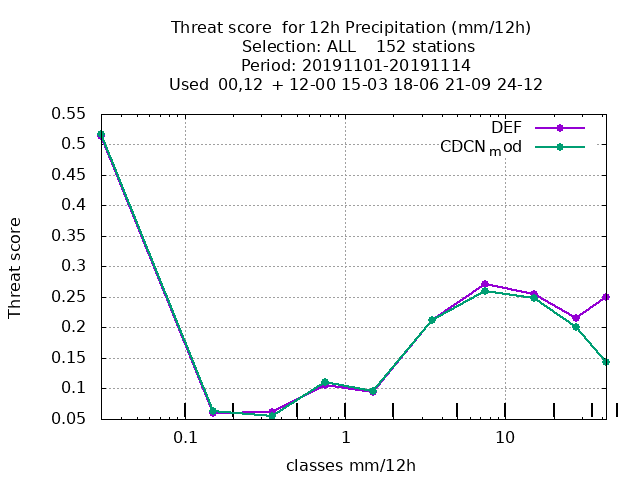 Threat score  for 12h Precipitation (mm/12h)
Selection: ALL    152 stations
Period: 20191101-20191114
Used  00,12  + 12-00 15-03 18-06 21-09 24-12
DEF
CDCNmod
Threat score
0.55
0.5
0.45
0.4
0.35
0.3
0.25
0.2
0.15
0.1
0.05
0.1 1 10
classes mm/12h